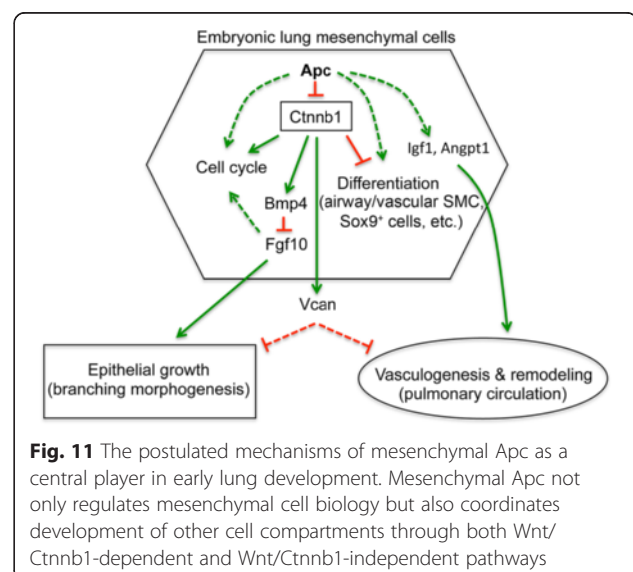 Embryonic lung mesenchymal cells
Apc
Ctnnb1
Igf1, Angpt1
Cell cycle
Differentiation
(airway/vascular SMC,
Sox9+ cells, etc.)
Bmp4
Fgf10
Vcan
Epithelial growth
(branching morphogenesis)
Vasculogenesis & remodeling
(pulmonary circulation)
Fig. 11 The postulated mechanisms of mesenchymal Apc as a
central player in early lung development. Mesenchymal Apc not
only regulates mesenchymal cell biology but also coordinates
development of other cell compartments through both Wnt/
Ctnnb1-dependent and Wnt/Ctnnb1-independent pathways